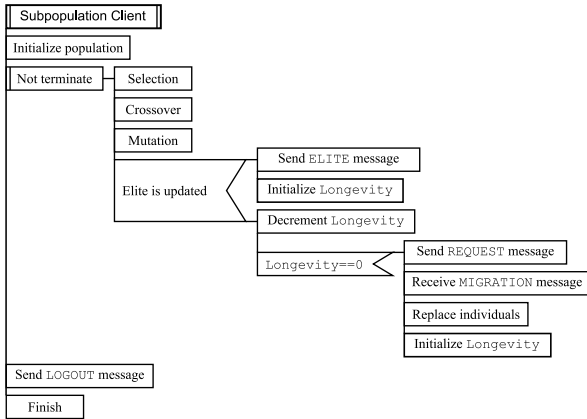 Subpopulation Client
Initialize population
Not terminate
Selection
Crossover
Mutation
Elite is updated
Send ELITE message
Initialize Longevity
Decrement Longevity
Longevity==0
Send REQUEST message
Receive MIGRATION message
Replace individuals
Initialize Longevity
Send LOGOUT message
Finish